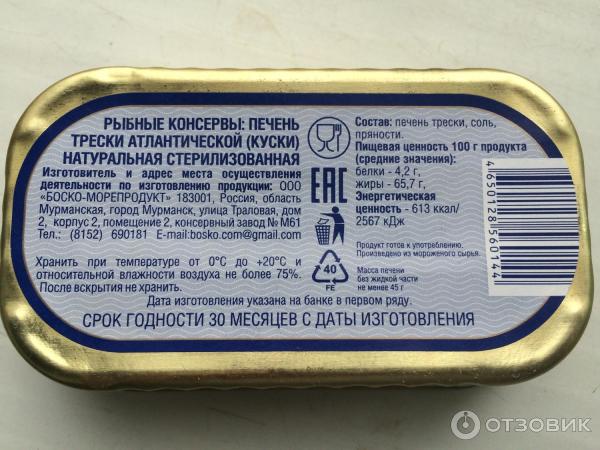 РЫБНЫЕ КОНСЕРВЫ: ПЕЧЕНЬ
ТРЕСКИ АТЛАНТИЧЕСКОЙ (КУСКИ)
НАТУРАЛЬНАЯ СТЕРИЛИЗОВАННАЯ
Изготовитель и адрес места осуществления
деятельности по изготовлению продукции: ООО
«БОСКО-МОРЕПРОДУКТ» 183001, Россия, область
Мурманская, город Мурманск, улица Траловая, дом
2, корпус 2, помещение 2, консервный завод № М61
Тел.: (8152) 690181 E-mail:bosko.com@gmail.com
Хранить при температуре от 0°С до +20°С и
относительной влажности воздуха не более 75%.
После вскрытия не хранить.
Дата изготовления указана на банке в первом ряду.
СРОК ГОДНОСТИ 30 МЕСЯЦЕВ С ДАТЫ ИЗГОТОВЛЕНИЯ
EAC
40
FE
Состав: печень трески, соль,
пряности.
Пищевая ценность 100 г продукта
(средние значения):
белки - 4,2 г,
жиры - 65,7 г,
Энергетическая
ценность - 613 ккал/
2567 кДж
Продукт готов к употреблению.
Произведено из мороженого сырья.
Масса печени
без жидкой части
не менее 45 г
4650128560144
ОТЗОВИК